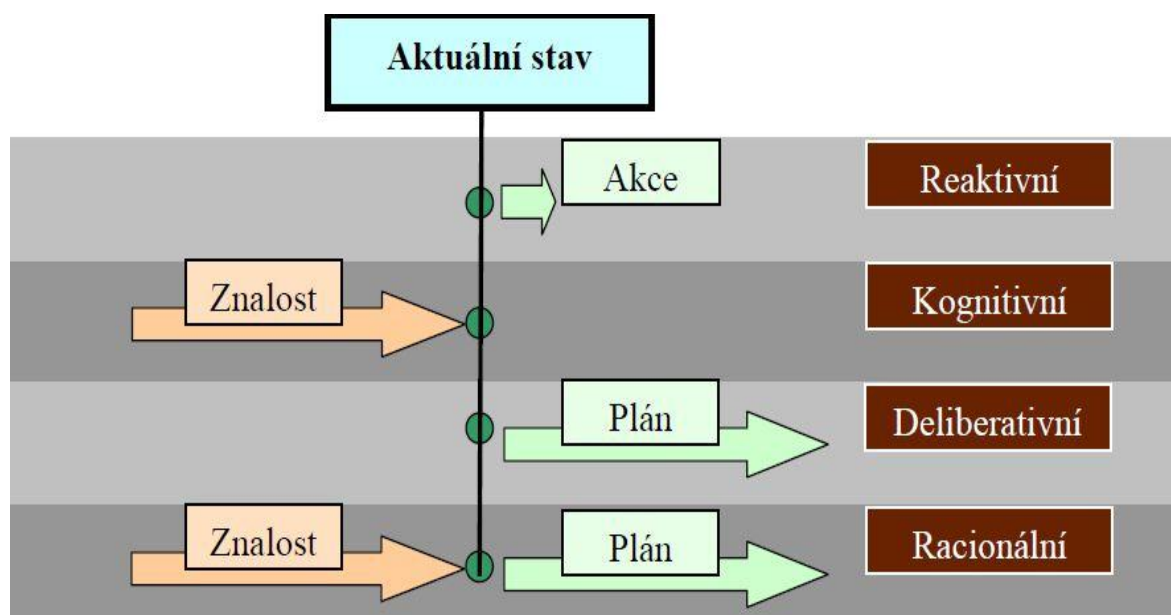 Aktuální stav
Akce
Reaktivní
Znalost
Kognitivní
Plán
Deliberativní
Znalost
Plán
Racionální